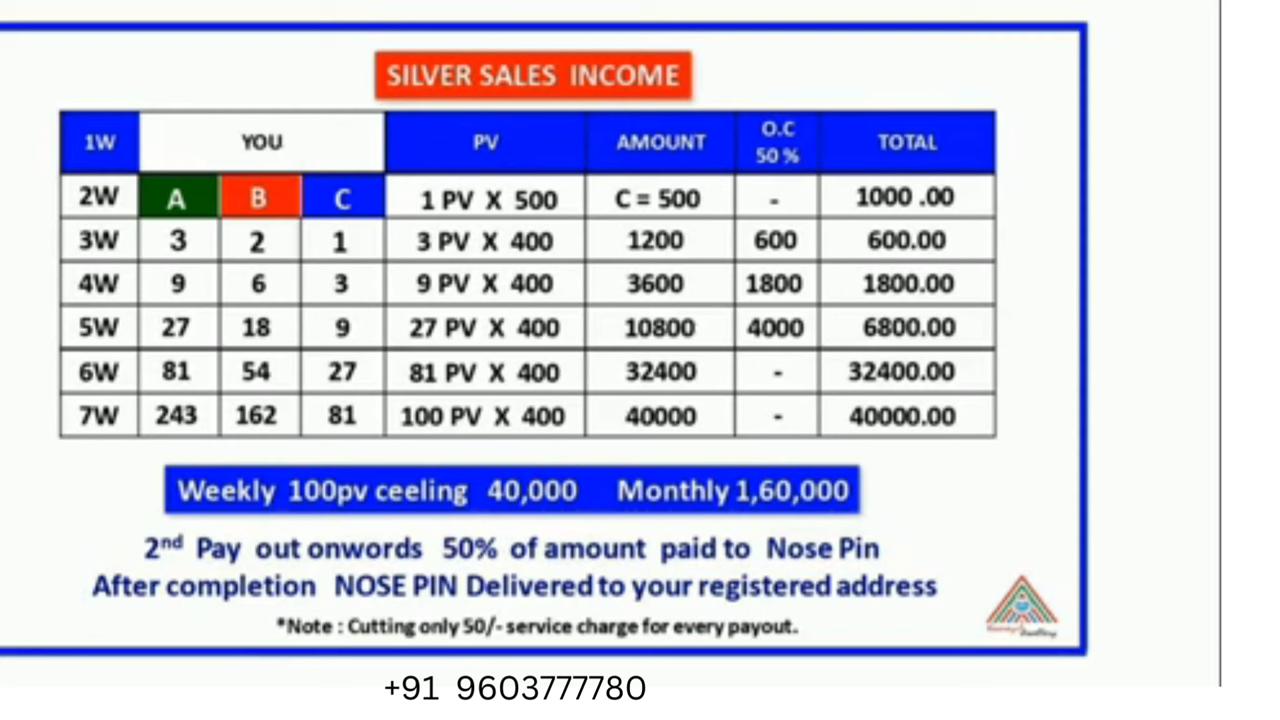 SILVER SALES INCOME
1W YOU PV AMOUNT O.C 50 % TOTAL
2W A B C 1 PV X 500 C = 500 - 1000 .00
3W 3 2 1 3 PV X 400 1200 600 600.00
4W 9 6 3 9 PV X 400 3600 1800 1800.00
5W 27 18 9 27 PV X 400 10800 4000 6800.00
6W 81 54 27 81 PV X 400 32400 - 32400.00
7W 243 162 81 100 PV X 400 40000 - 40000.00
Weekly 100pv ceeling 40,000 Monthly 1,60,000
2nd Pay out onwords 50% of amount paid to Nose Pin
After completion NOSE PIN Delivered to your registered address
*Note : Cutting only 50/- service charge for every payout.
+91 9603777780